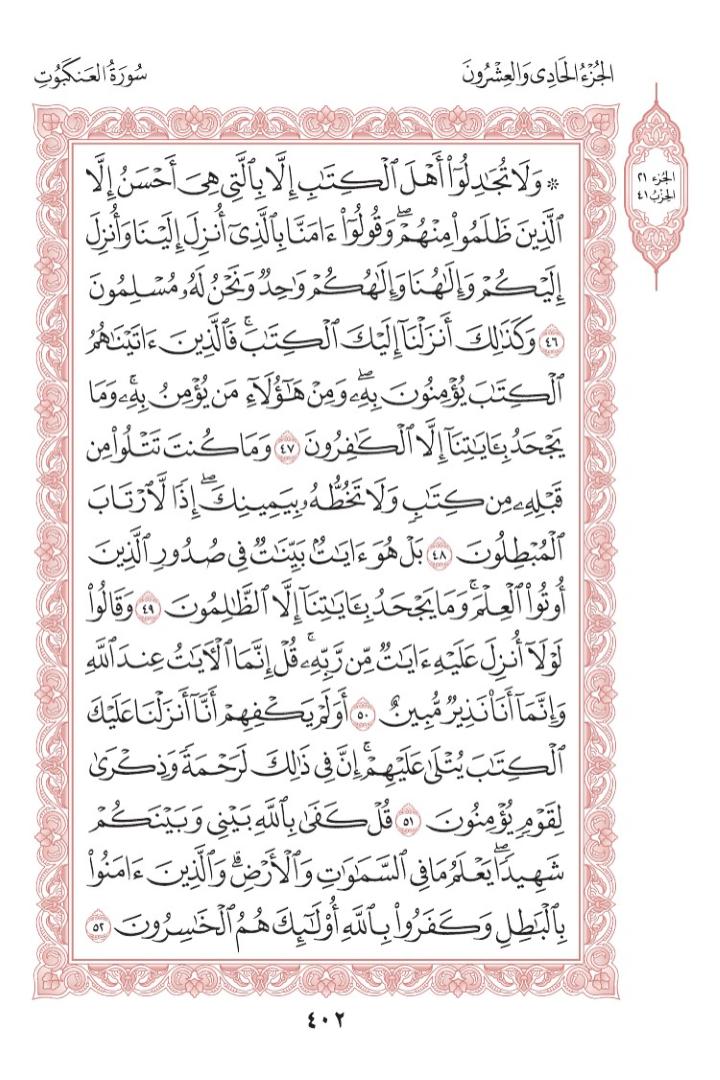 الجُزْءُ الحَادِى وَالعِشْرُونَ
سُورَةُ العَنكَبُوتِ
الجزء ٢١
الحِزْبُ ٤١
۞ وَلَا تُجَٰدِلُوٓا۟ أَهْلَ ٱلْكِتَٰبِ إِلَّا بِٱلَّتِى هِىَ أَحْسَنُ إِلَّا
ٱلَّذِينَ ظَلَمُوا۟ مِنْهُمْ ۖ وَقُولُوٓا۟ ءَامَنَّا بِٱلَّذِىٓ أُنزِلَ إِلَيْنَا وَأُنزِلَ
إِلَيْكُمْ وَإِلَٰهُنَا وَإِلَٰهُكُمْ وَٰحِدٌ وَنَحْنُ لَهُۥ مُسْلِمُونَ
٤٦ وَكَذَٰلِكَ أَنزَلْنَآ إِلَيْكَ ٱلْكِتَٰبَ ۚ فَٱلَّذِينَ ءَاتَيْنَٰهُمُ
ٱلْكِتَٰبَ يُؤْمِنُونَ بِهِۦ ۖ وَمِنْ هَٰٓؤُلَآءِ مَن يُؤْمِنُ بِهِۦ ۚ وَمَا
يَجْحَدُ بِـَٔايَٰتِنَآ إِلَّا ٱلْكَٰفِرُونَ ٤٧ وَمَا كُنتَ تَتْلُوا۟ مِن
قَبْلِهِۦ مِن كِتَٰبٍ وَلَا تَخُطُّهُۥ بِيَمِينِكَ ۖ إِذًا لَّٱرْتَابَ
ٱلْمُبْطِلُونَ ٤٨ بَلْ هُوَ ءَايَٰتٌۢ بَيِّنَٰتٌ فِى صُدُورِ ٱلَّذِينَ
أُوتُوا۟ ٱلْعِلْمَ ۚ وَمَا يَجْحَدُ بِـَٔايَٰتِنَآ إِلَّا ٱلظَّٰلِمُونَ ٤٩ وَقَالُوا۟
لَوْلَآ أُنزِلَ عَلَيْهِ ءَايَٰتٌ مِّن رَّبِّهِۦ ۖ قُلْ إِنَّمَا ٱلْـَٔايَٰتُ عِندَ ٱللَّهِ
وَإِنَّمَآ أَنَا۠ نَذِيرٌ مُّبِينٌ ٥٠ أَوَلَمْ يَكْفِهِمْ أَنَّآ أَنزَلْنَا عَلَيْكَ
ٱلْكِتَٰبَ يُتْلَىٰ عَلَيْهِمْ ۚ إِنَّ فِى ذَٰلِكَ لَرَحْمَةً وَذِكْرَىٰ
لِقَوْمٍ يُؤْمِنُونَ ٥١ قُلْ كَفَىٰ بِٱللَّهِ بَيْنِى وَبَيْنَكُمْ
شَهِيدًا ۖ يَعْلَمُ مَا فِى ٱلسَّمَٰوَٰتِ وَٱلْأَرْضِ ۗ وَٱلَّذِينَ ءَامَنُوا۟
بِٱلْبَٰطِلِ وَكَفَرُوا۟ بِٱللَّهِ أُو۟لَٰٓئِكَ هُمُ ٱلْخَٰسِرُونَ ٥٢
٤٠٢